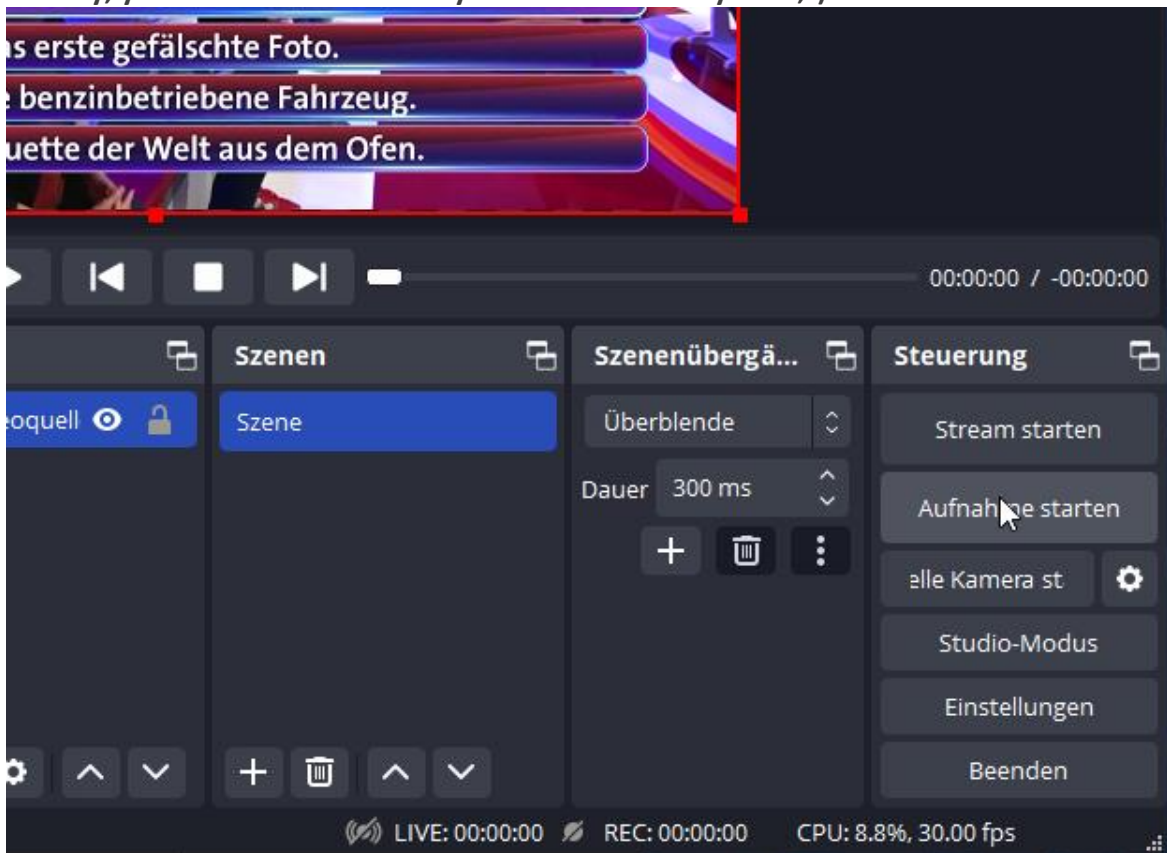 as erste gefälschte Foto.
benzinbetriebene Fahrzeug.
uette der Welt aus dem Ofen.
00:00:00 / -00:00:00
Szenen
Szenenübergä...
Steuerung
eoquell
Szene
Überblende
Stream starten
Dauer 300 ms
Aufnahme starten
elle Kamera st
Studio-Modus
Einstellungen
Beenden
LIVE: 00:00:00 REC: 00:00:00 CPU: 8.8%, 30.00 fps